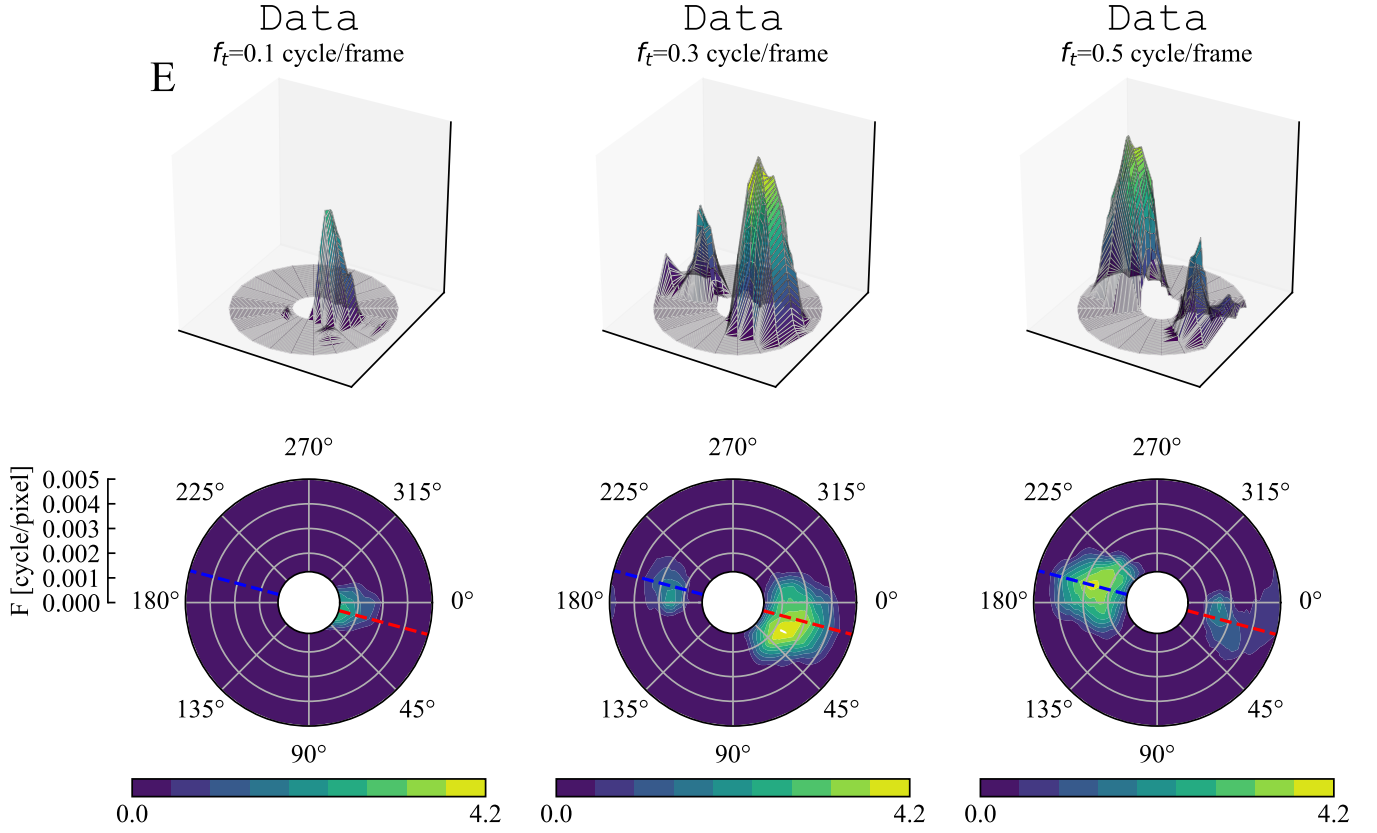 Data Data Data
fₜ=0.1 cycle/frame fₜ=0.3 cycle/frame fₜ=0.5 cycle/frame
E
270° 270° 270°
F [cycle/pixel]
0.005 225° 315° 225° 315° 225° 315°
0.004
0.003
0.002
0.001
0.000 180° 0° 180° 0° 180° 0°
135° 45° 135° 45° 135° 45°
90° 90° 90°
0.0 4.2 0.0 4.2 0.0 4.2